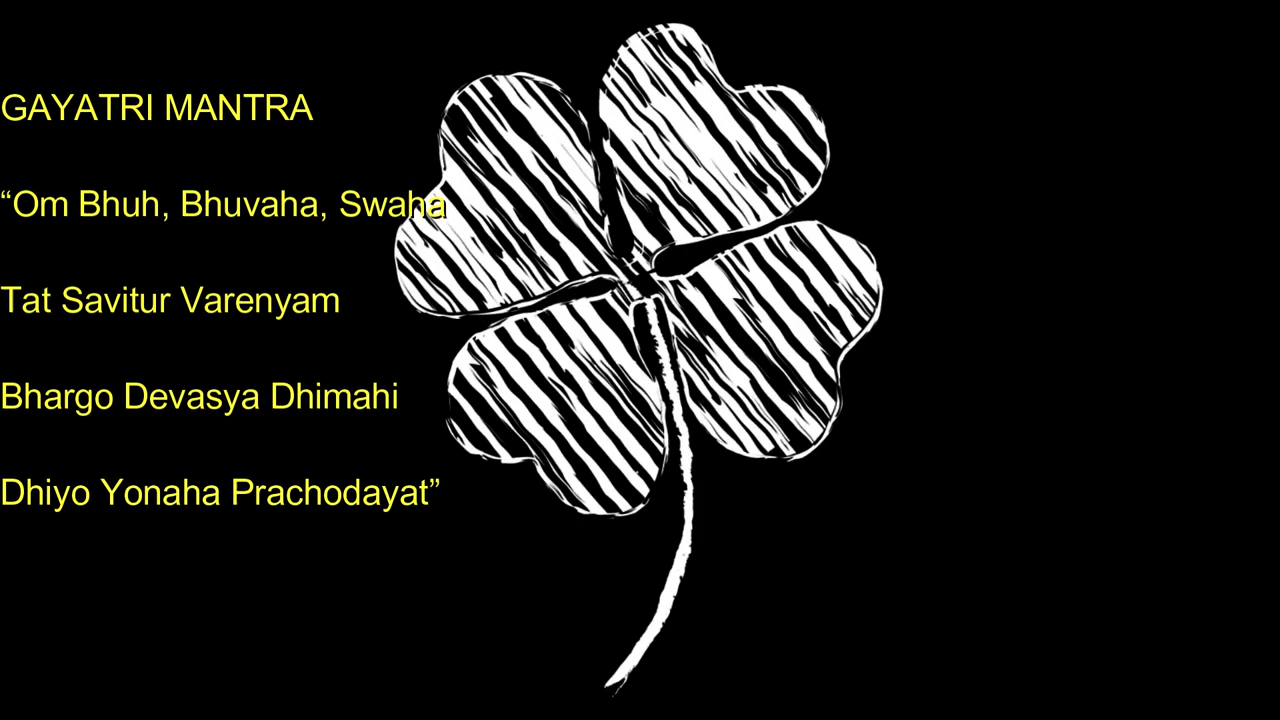 GAYATRI MANTRA
“Om Bhuh, Bhuvaha, Swaha
Tat Savitur Varenyam
Bhargo Devasya Dhimahi
Dhiyo Yonaha Prachodayat”